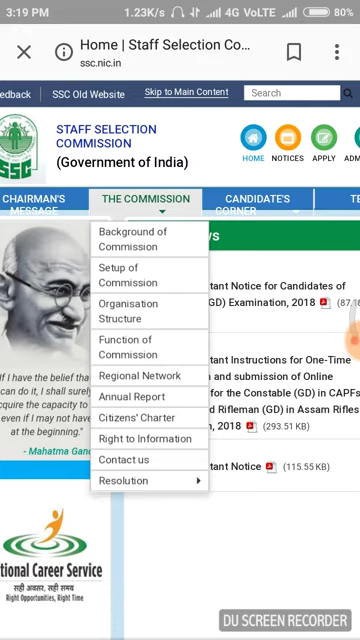 3:19 PM 1.23K/s 4G VoLTE 80%
Home | Staff Selection Co...
ssc.nic.in
edback SSC Old Website Skip to Main Content Search
STAFF SELECTION
COMMISSION
(Government of India)
SSC
HOME NOTICES APPLY ADM
CHAIRMAN'S
MESSAGE
THE COMMISSION
CANDIDATE'S
CORNER
TE
ws
Background of
Commission
Setup of
Commission
Organisation
Structure
Function of
Commission
Regional Network
Annual Report
Citizens' Charter
Right to Information
Contact us
Resolution
tant Notice for Candidates of
(GD) Examination, 2018 (87.18
tant Instructions for One-Time
n and submission of Online
for the Constable (GD) in CAPFs
d Rifleman (GD) in Assam Rifles
n, 2018 (293.51 KB)
tant Notice (115.55 KB)
If I have the belief tha
can do it, I shall surely
cquire the capacity to
even if I may not have
at the beginning."
- Mahatma Gand
tional Career Service
सही अवसर, सही समय
Right Opportunities, Right Time
DU SCREEN RECORDER